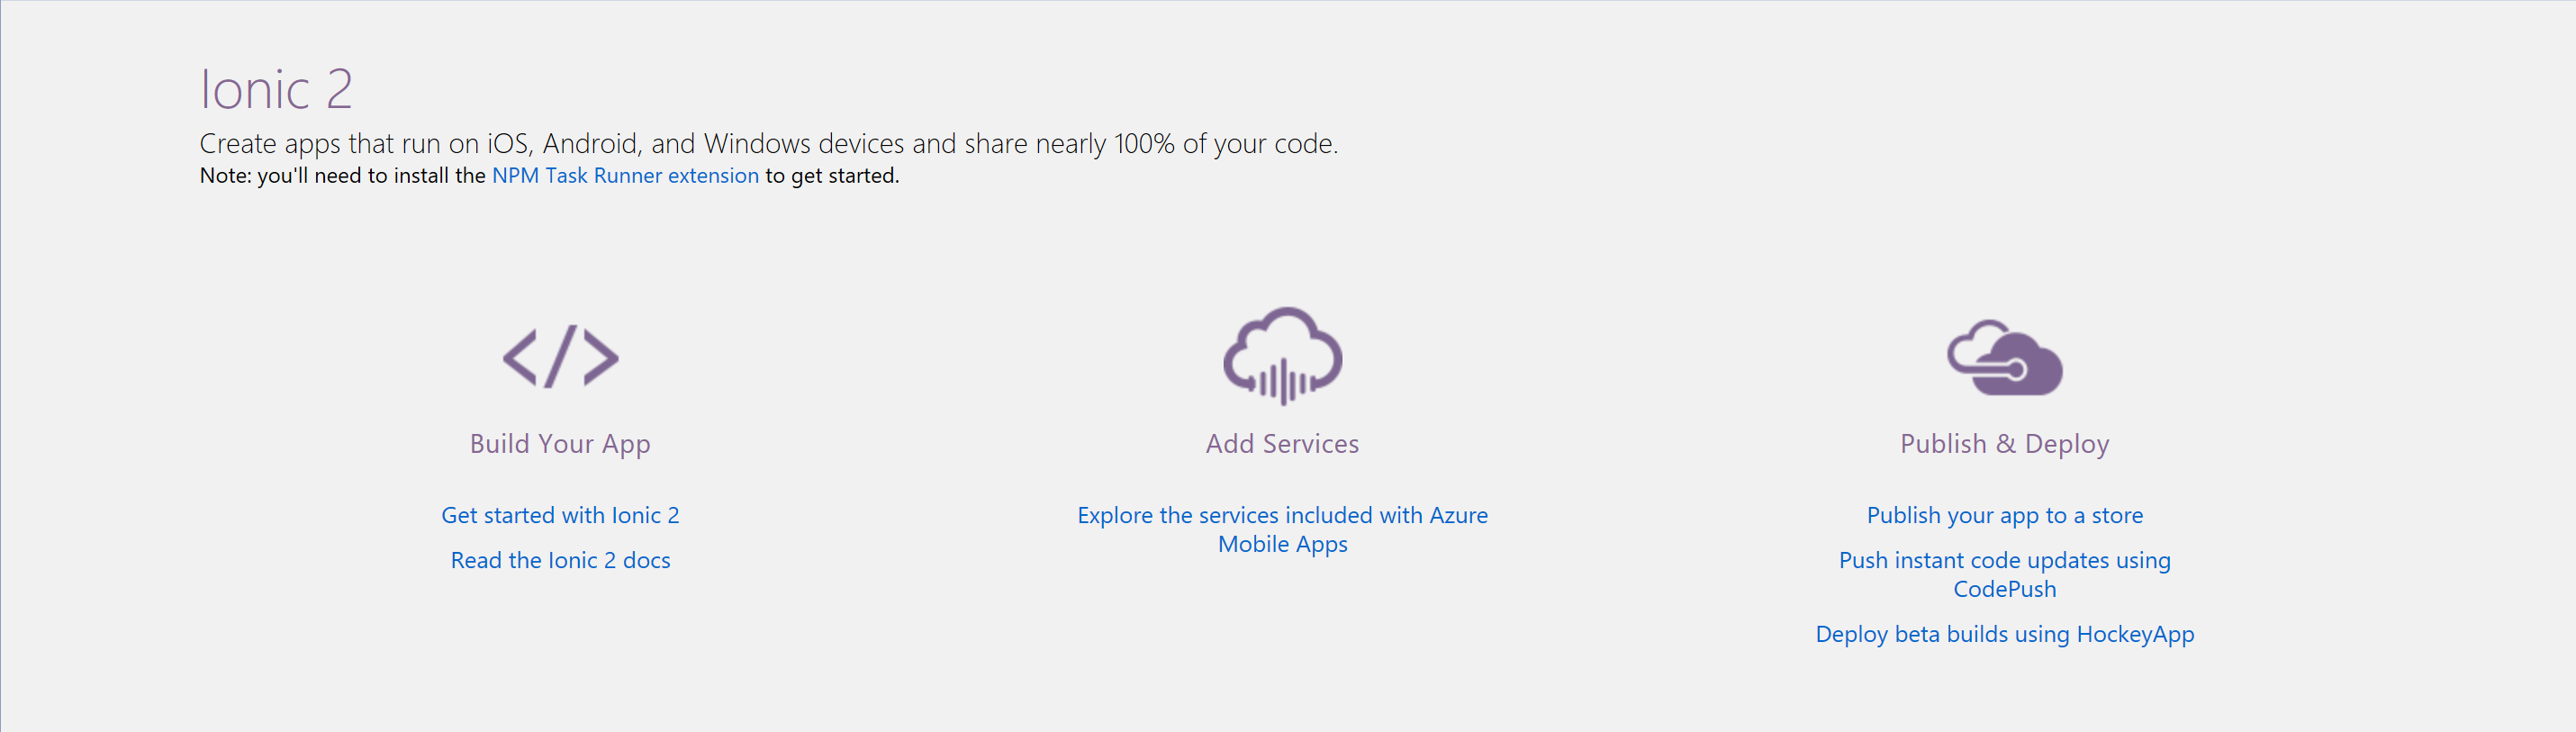 Ionic 2
Create apps that run on iOS, Android, and Windows devices and share nearly 100% of your code.
Note: you'll need to install the NPM Task Runner extension to get started.
Build Your App
Get started with Ionic 2
Read the Ionic 2 docs
Add Services
Explore the services included with Azure
Mobile Apps
Publish & Deploy
Publish your app to a store
Push instant code updates using
CodePush
Deploy beta builds using HockeyApp